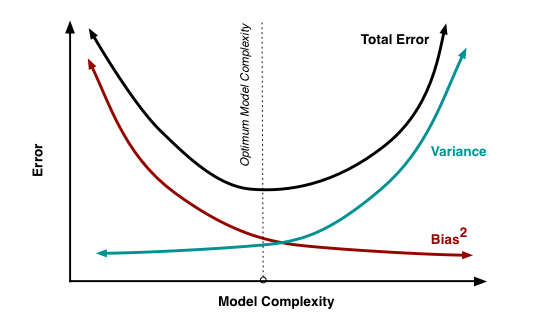 Total Error
Optimum Model Complexity
Variance
Error
Bias²
Model Complexity